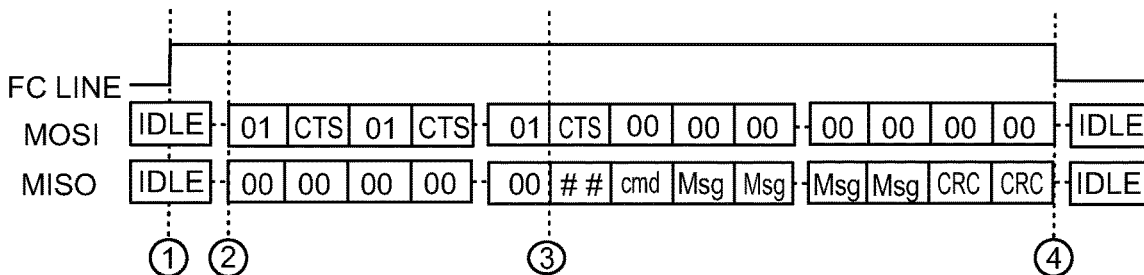 FC LINE
MOSI IDLE 01 CTS 01 CTS 01 CTS 00 00 00 00 00 00 00 IDLE
MISO IDLE 00 00 00 00 00 ## cmd Msg Msg Msg Msg CRC CRC IDLE
1 2 3 4